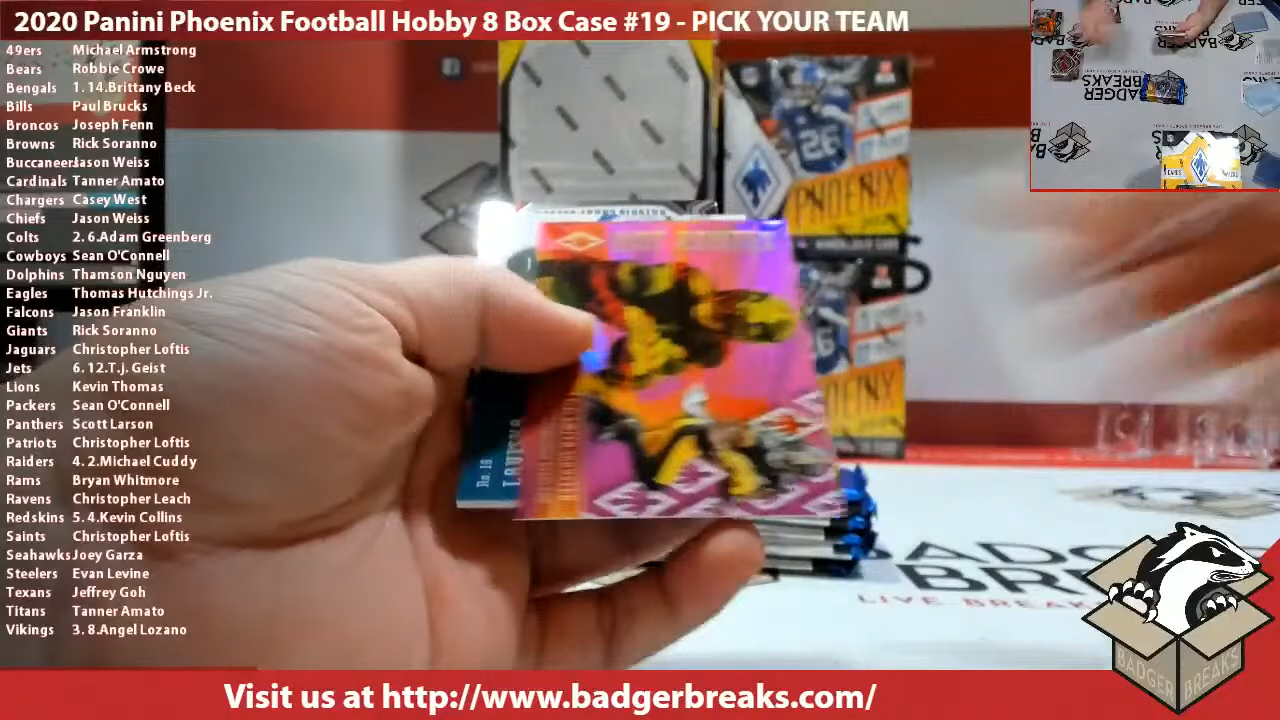 2020 Panini Phoenix Football Hobby 8 Box Case #19 - PICK YOUR TEAM
49ers Michael Armstrong
Bears Robbie Crowe
Bengals 1. 14.Brittany Beck
Bills Paul Brucks
Broncos Joseph Fenn
Browns Rick Soranno
Buccaneers Jason Weiss
Cardinals Tanner Amato
Chargers Casey West
Chiefs Jason Weiss
Colts 2. 6.Adam Greenberg
Cowboys Sean O'Connell
Dolphins Thamson Nguyen
Eagles Thomas Hutchings Jr.
Falcons Jason Franklin
Giants Rick Soranno
Jaguars Christopher Loftis
Jets 6. 12.T.j. Geist
Lions Kevin Thomas
Packers Sean O'Connell
Panthers Scott Larson
Patriots Christopher Loftis
Raiders 4. 2.Michael Cuddy
Rams Bryan Whitmore
Ravens Christopher Leach
Redskins 5. 4.Kevin Collins
Saints Christopher Loftis
Seahawks Joey Garza
Steelers Evan Levine
Texans Jeffrey Goh
Titans Tanner Amato
Vikings 3. 8.Angel Lozano
PHOENIX
26
BADGER
BREAKS
LIVE BREAKS
BADGER BREAKS
Visit us at http://www.badgerbreaks.com/